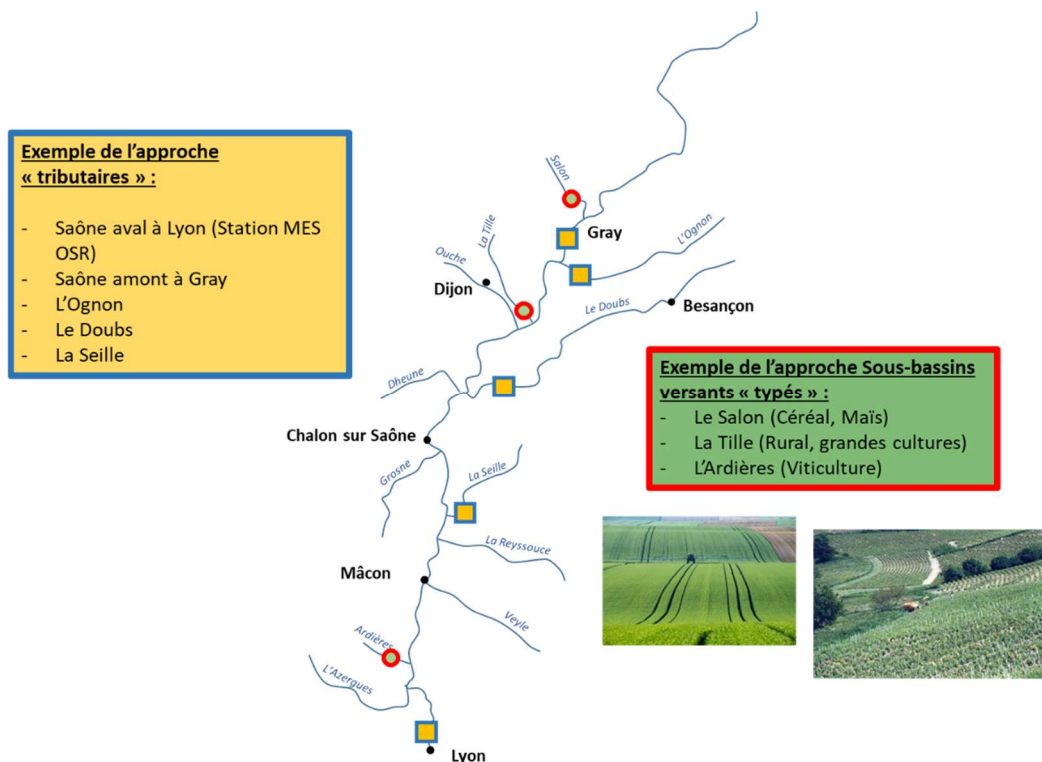 Exemple de l'approche
« tributaires » :
- Saône aval à Lyon (Station MES
OSR)
- Saône amont à Gray
- L'Ognon
- Le Doubs
- La Seille
Salon
Gray
La Tille
L'Ognon
Ouche
Dijon
Le Doubs
Besançon
Exemple de l'approche Sous-bassins
versants « typés » :
- Le Salon (Céréal, Maïs)
- La Tille (Rural, grandes cultures)
- L'Ardières (Viticulture)
Dheune
Chalon sur Saône
Grosne
La Seille
La Reyssouce
Mâcon
Veyle
Ardières
L'Azergues
Lyon